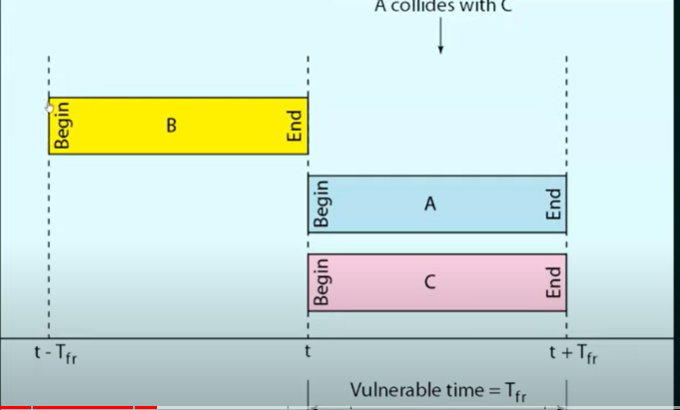 A collides with C
Begin
B
End
Begin
A
End
Begin
C
End
t - Tfr
t
t + Tfr
Vulnerable time = Tfr